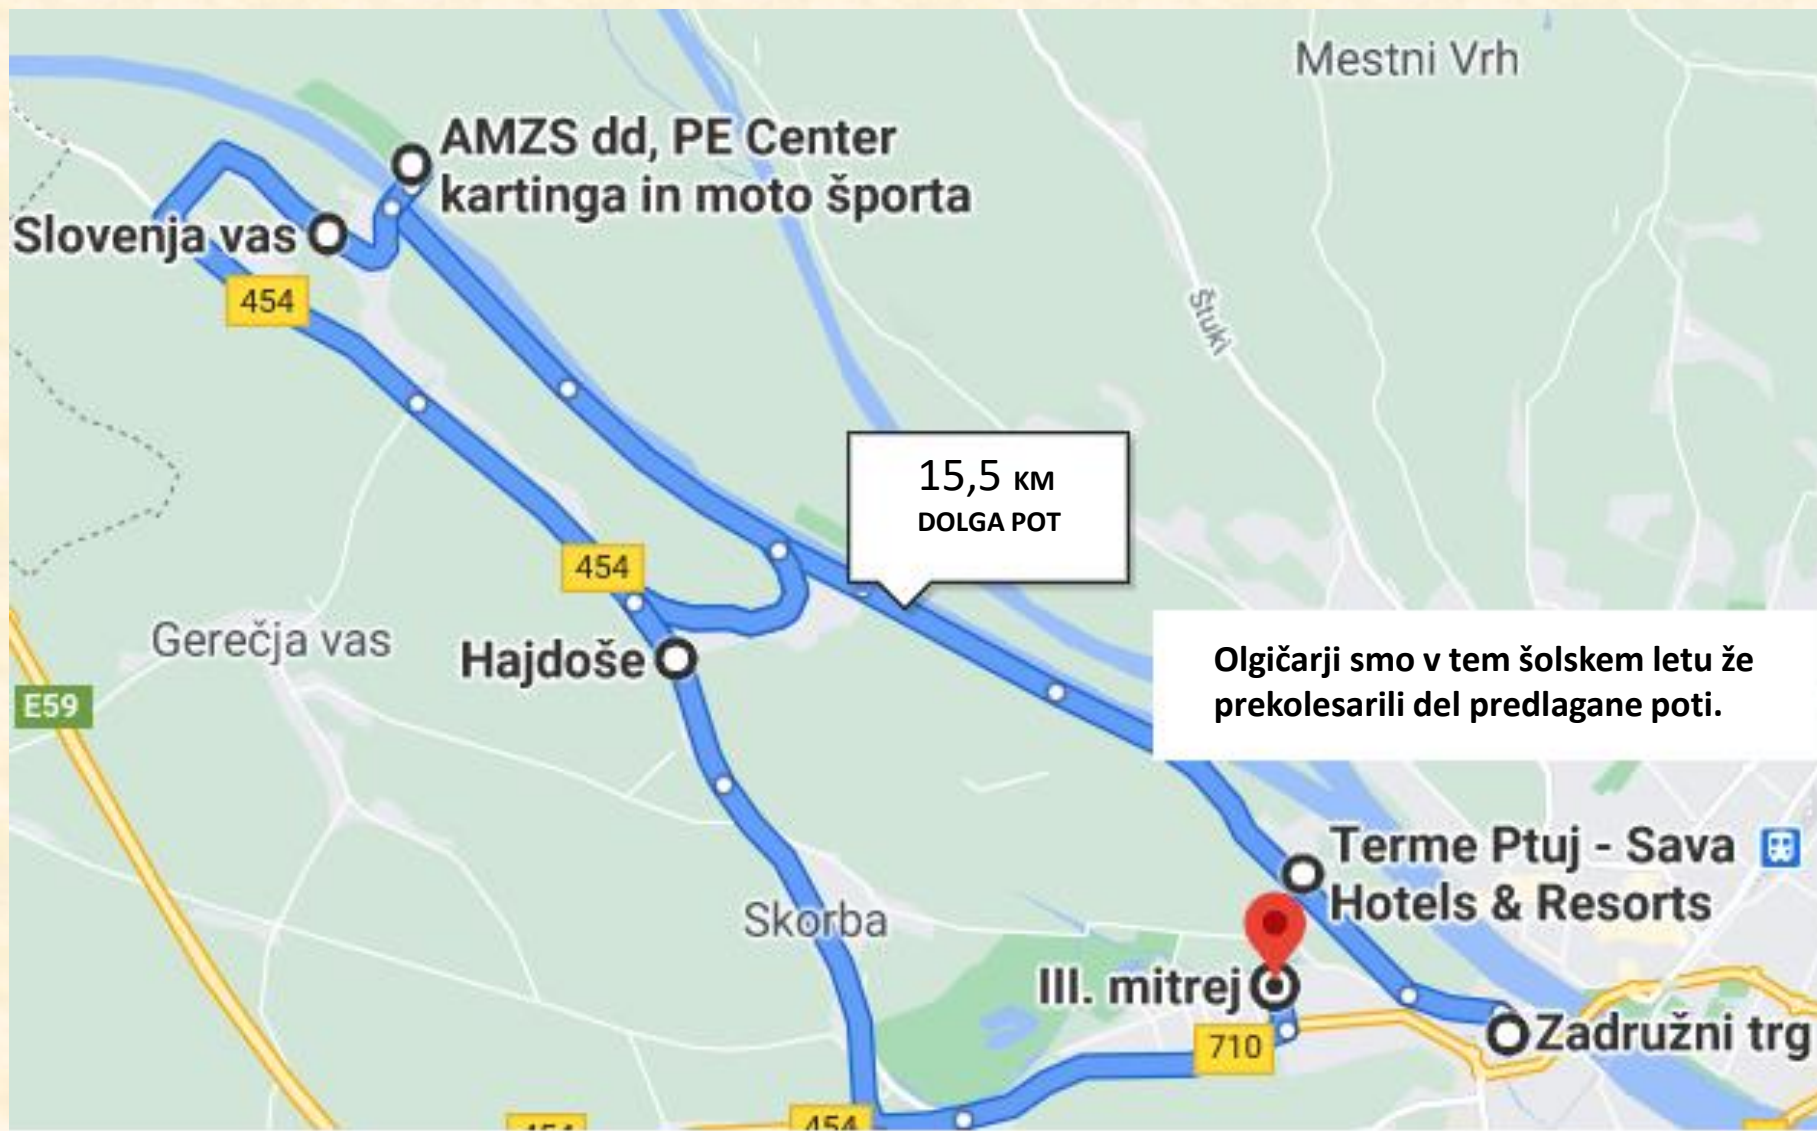 Mestni Vrh
AMZS dd, PE Center
kartinga in moto športa
Slovenja vas
454
Štuki
15,5 KM
DOLGA POT
454
Gerečja vas
Hajdoše
Olgičarji smo v tem šolskem letu že
prekolesarili del predlagane poti.
E59
Terme Ptuj - Sava
Hotels & Resorts
Skorba
III. mitrej
Zadružni trg
710
454
454